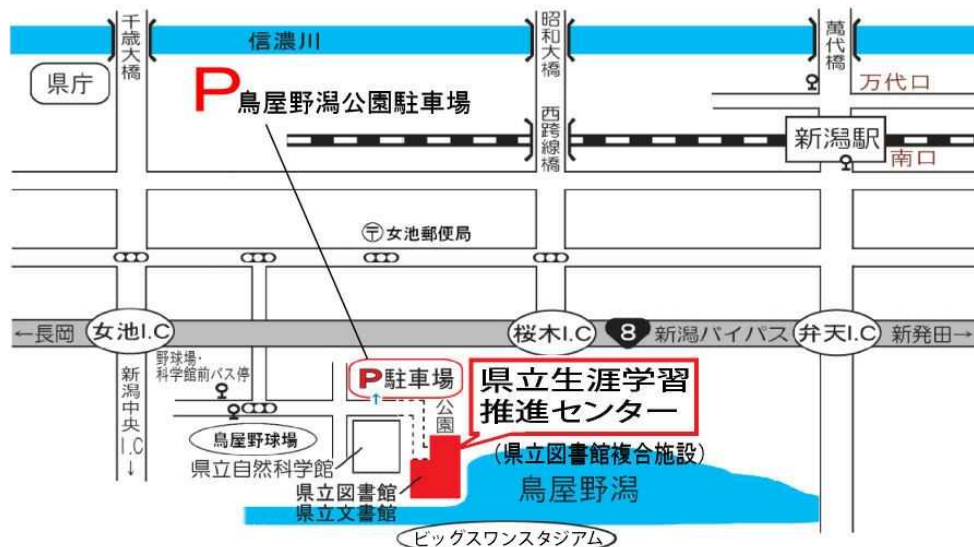 千歳大橋
昭和大橋
萬代橋
信濃川
県庁
P鳥屋野潟公園駐車場
万代口
西跨線橋
新潟駅
南口
〒女池郵便局
←長岡
女池I.C
桜木I.C
8
新潟バイパス
弁天I.C
新発田→
野球場・
科学館前バス停
新潟中央I.C↓
P駐車場
↑
公園
県立生涯学習
推進センター
(県立図書館複合施設)
鳥屋野球場
県立自然科学館
県立図書館
県立文書館
鳥屋野潟
ビッグスワンスタジアム